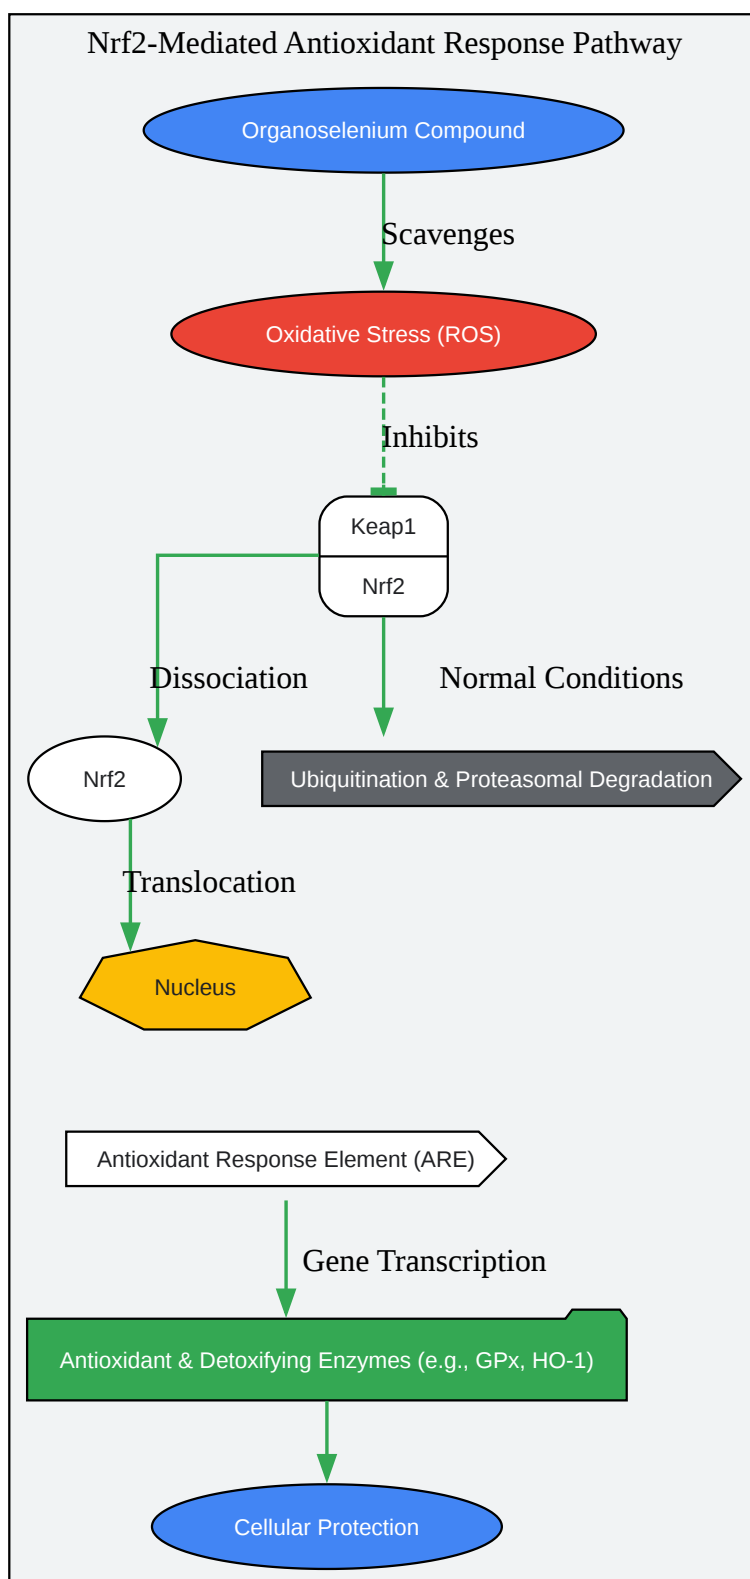 Nrf2-Mediated Antioxidant Response Pathway
Organoselenium Compound
Scavenges
Oxidative Stress (ROS)
Inhibits
Keap1
Nrf2
Dissociation
Normal Conditions
Nrf2
Ubiquitination & Proteasomal Degradation
Translocation
Nucleus
Antioxidant Response Element (ARE)
Gene Transcription
Antioxidant & Detoxifying Enzymes (e.g., GPx, HO-1)
Cellular Protection